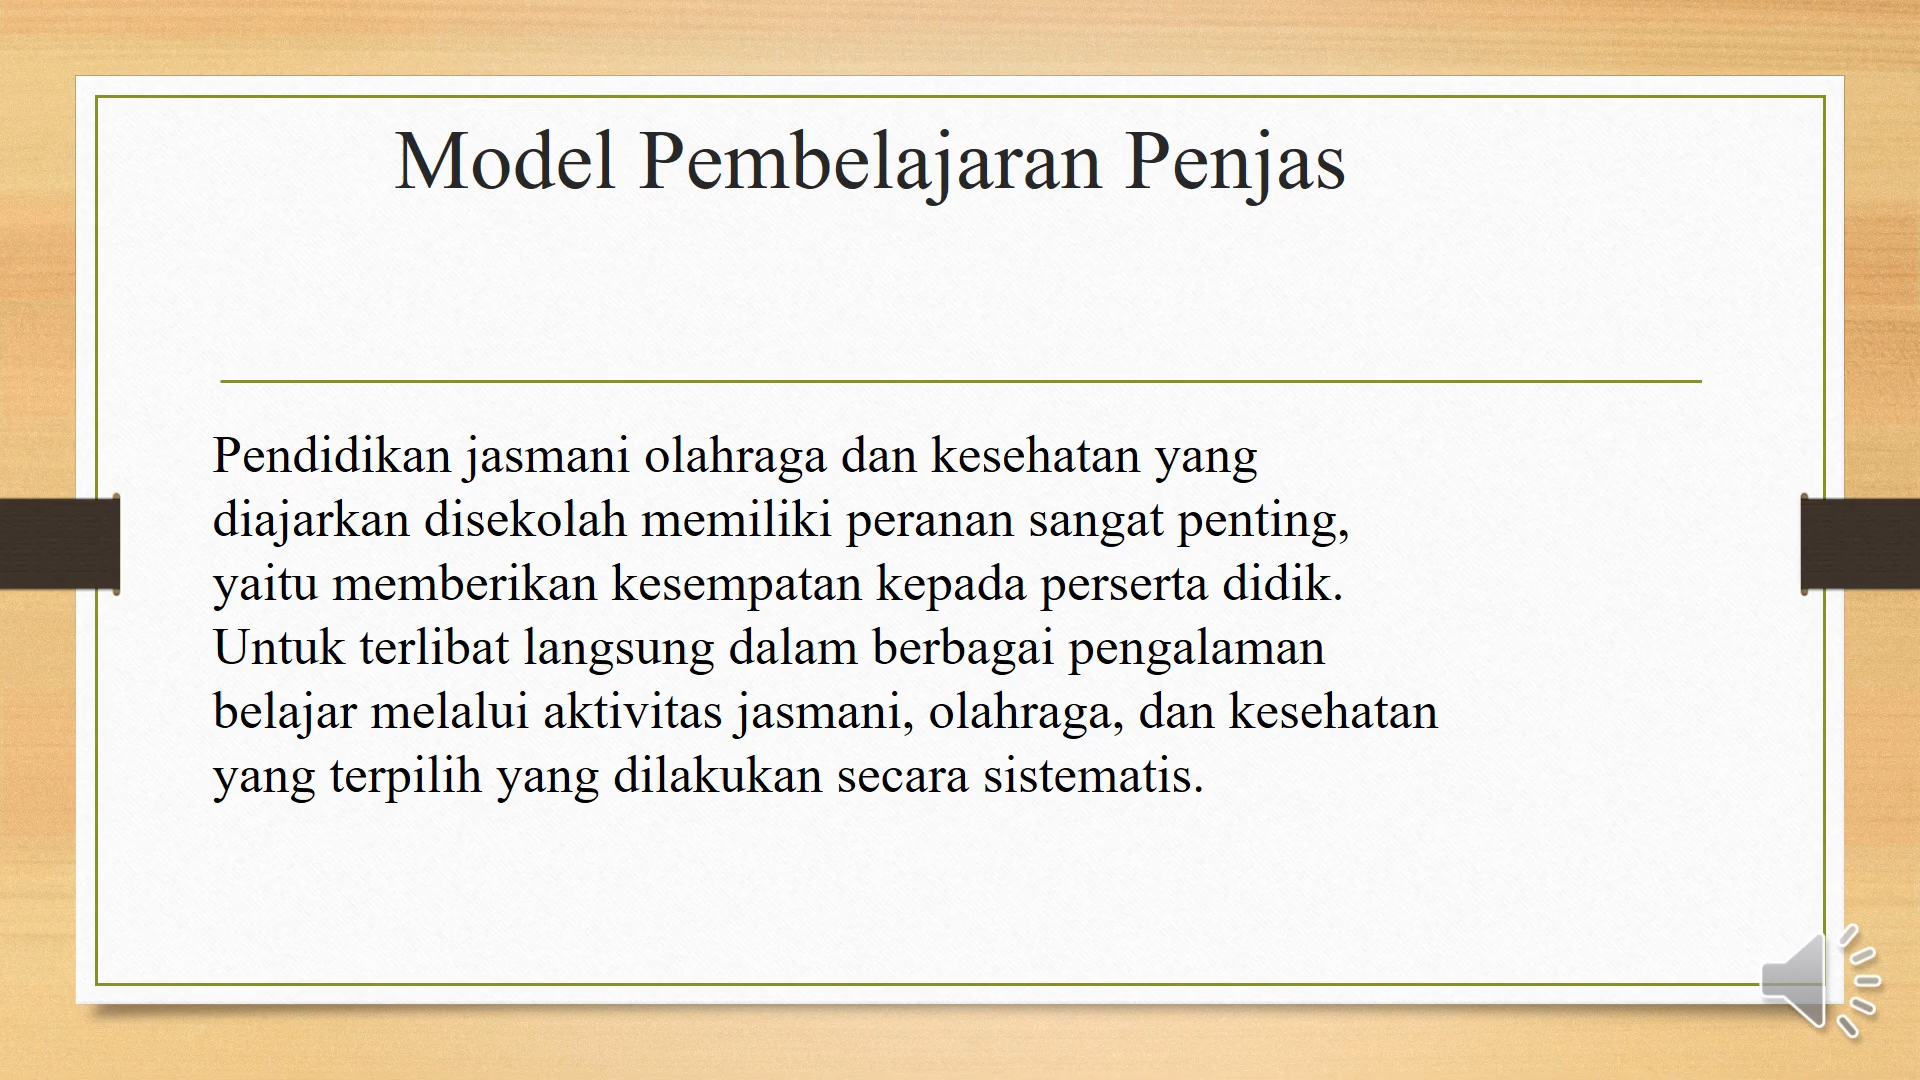 Model Pembelajaran Penjas
Pendidikan jasmani olahraga dan kesehatan yang
diajarkan disekolah memiliki peranan sangat penting,
yaitu memberikan kesempatan kepada perserta didik.
Untuk terlibat langsung dalam berbagai pengalaman
belajar melalui aktivitas jasmani, olahraga, dan kesehatan
yang terpilih yang dilakukan secara sistematis.